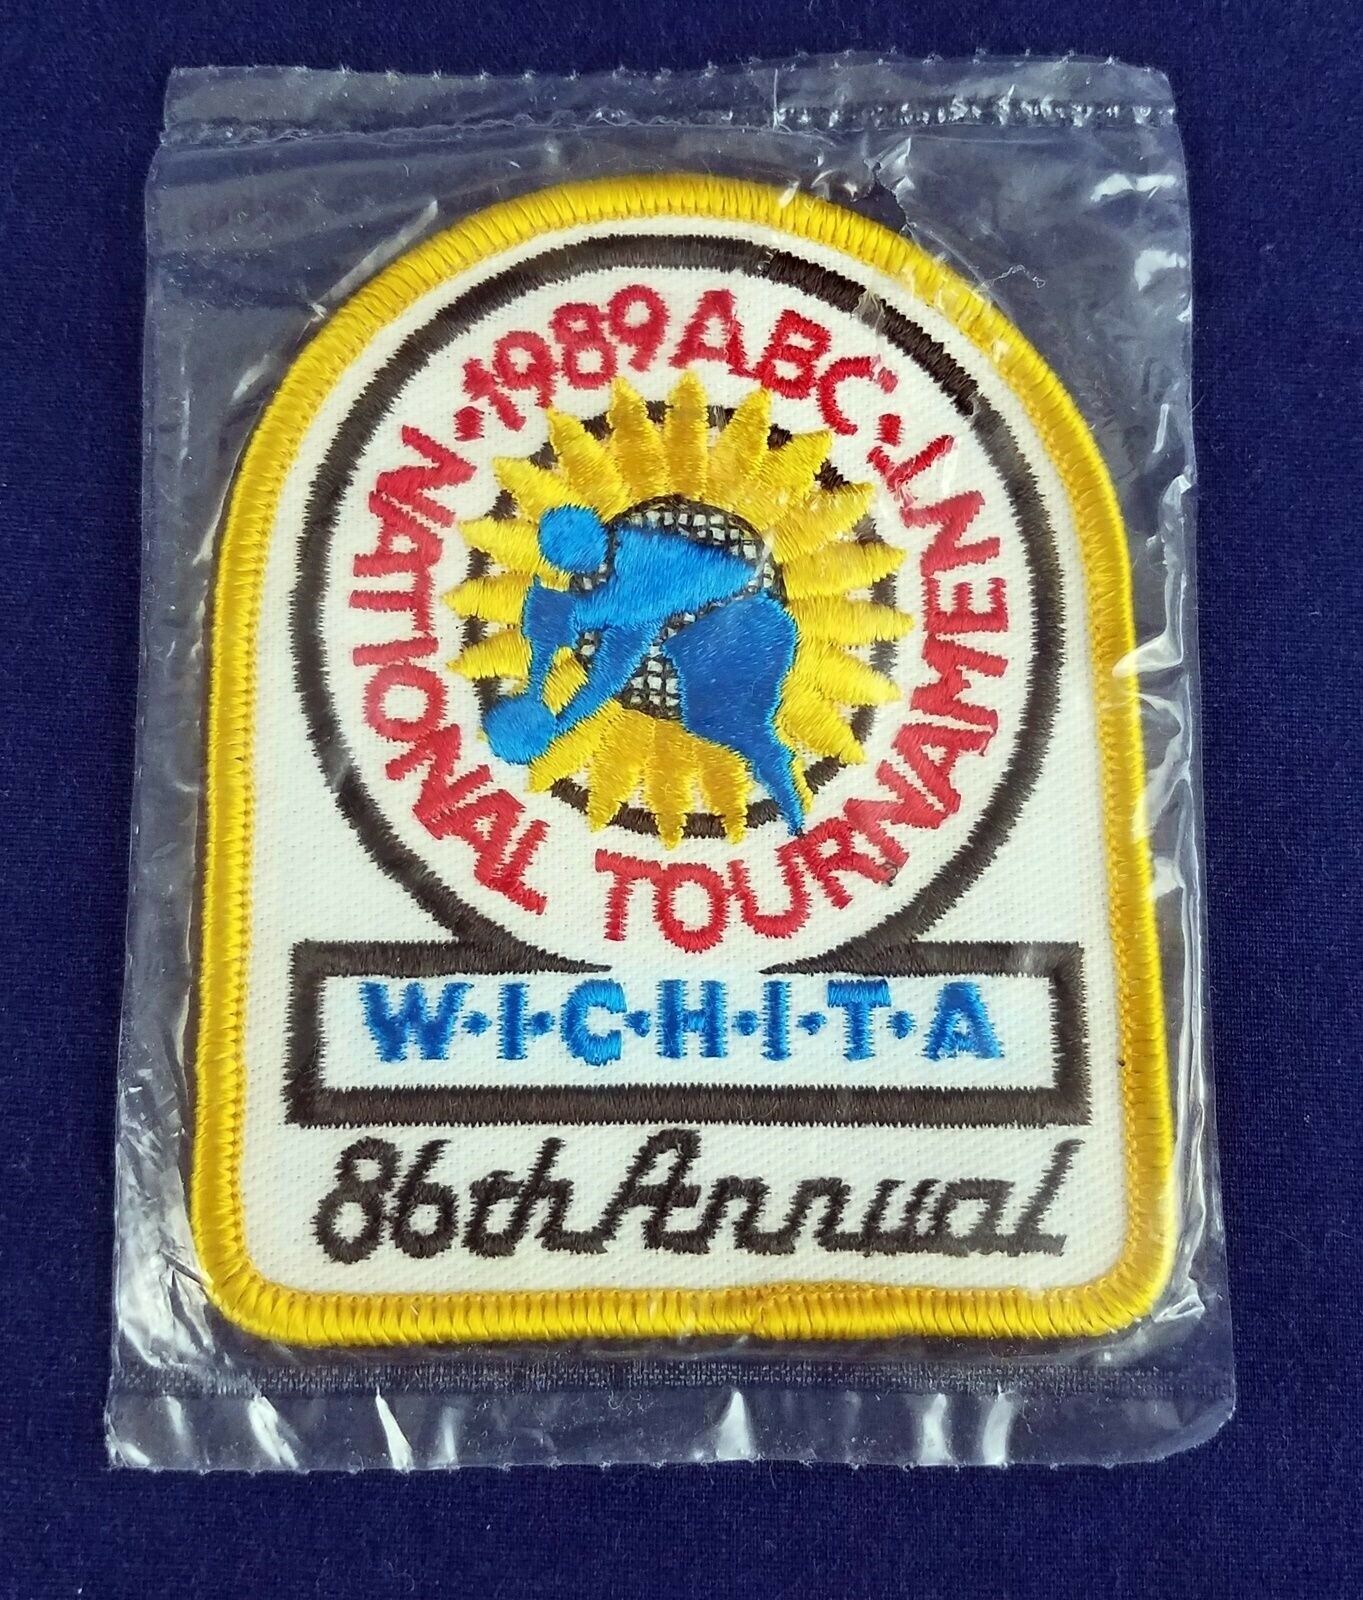 •1989 ABC•
NATIONAL TOURNAMENT
W•I•C•H•I•T•A
86th Annual